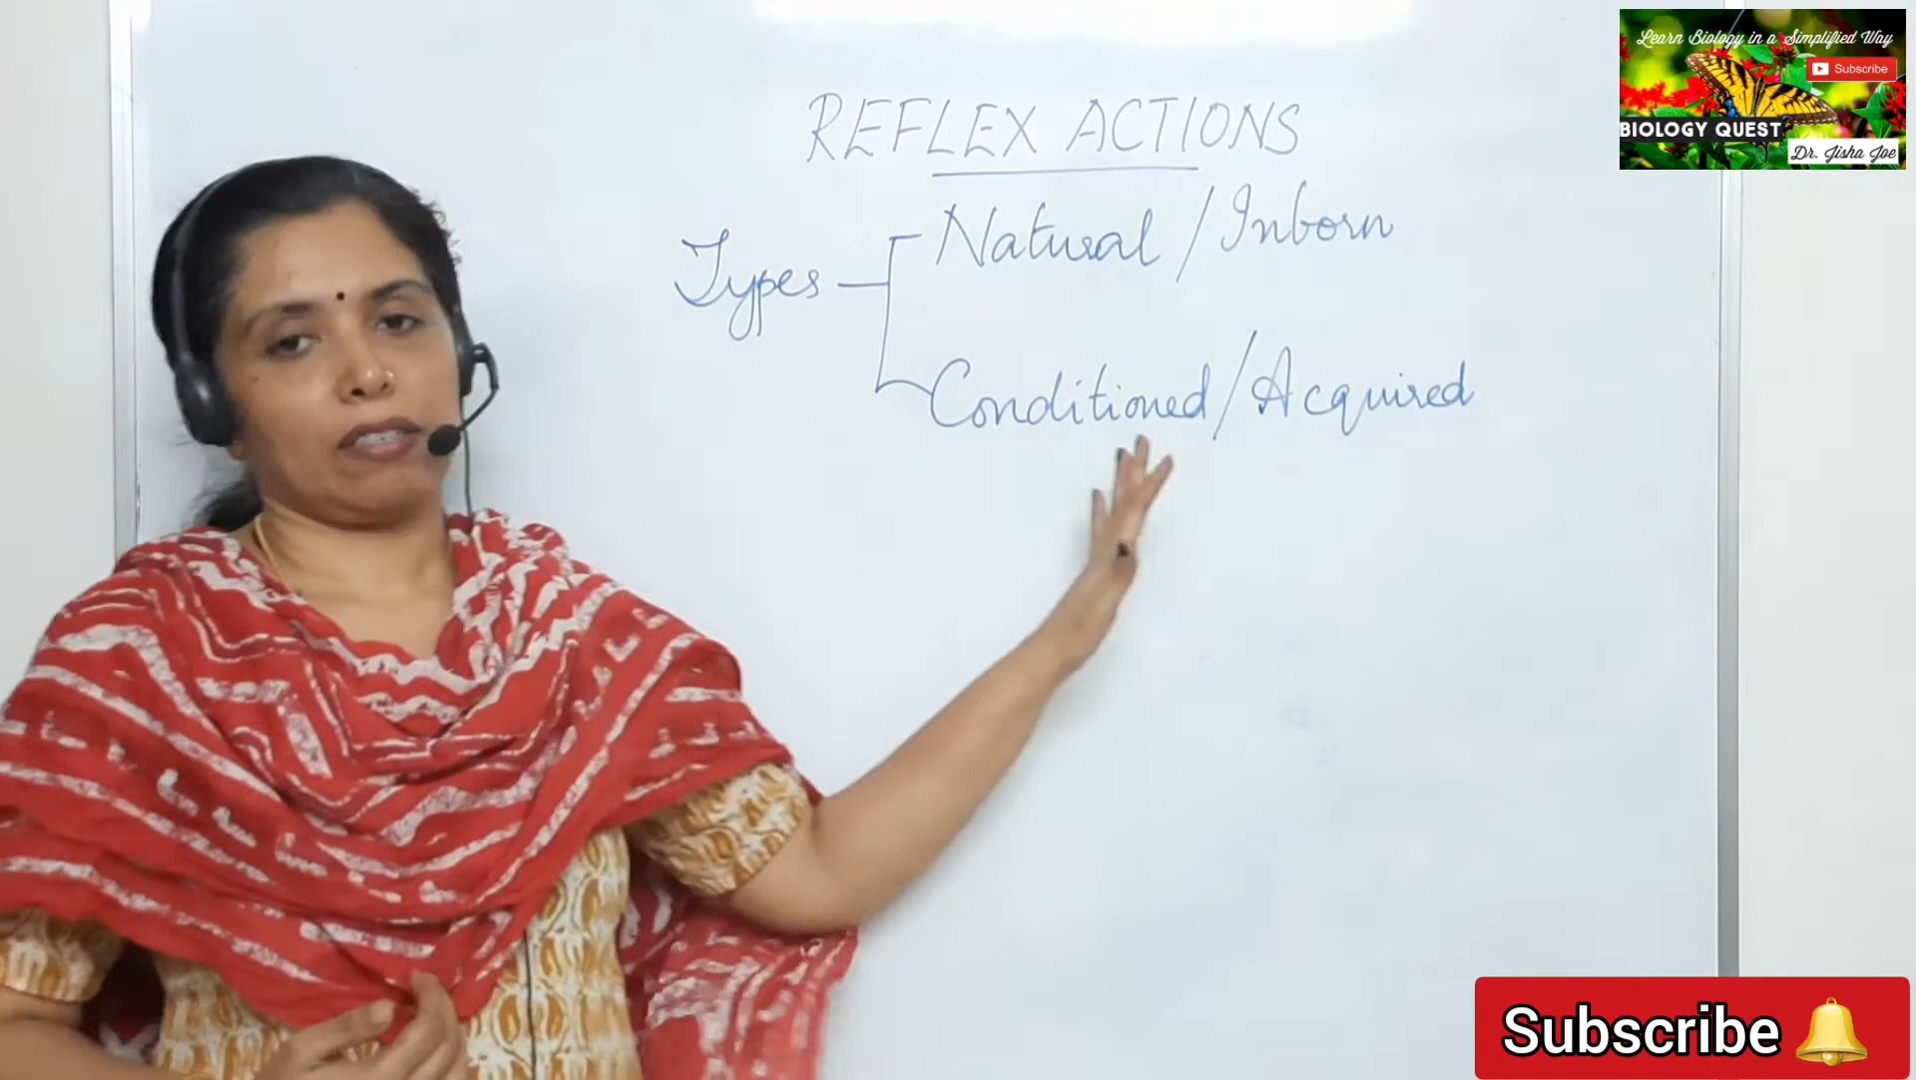 REFLEX ACTIONS
Types
Natural / Inborn
Conditioned / Acquired
Learn Biology in a Simplified Way
Subscribe
BIOLOGY QUEST
Dr. Jisha Joe
Subscribe